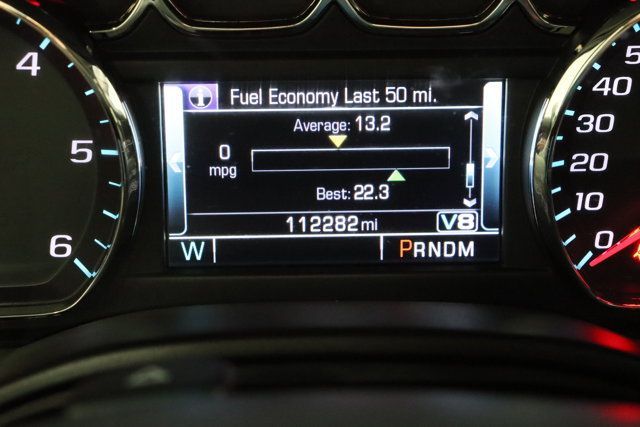 Fuel Economy Last 50 mi.
Average: 13.2
0
mpg
Best: 22.3
112282 mi V8
W PRNDM
4
5
6
50
40
30
20
10
0